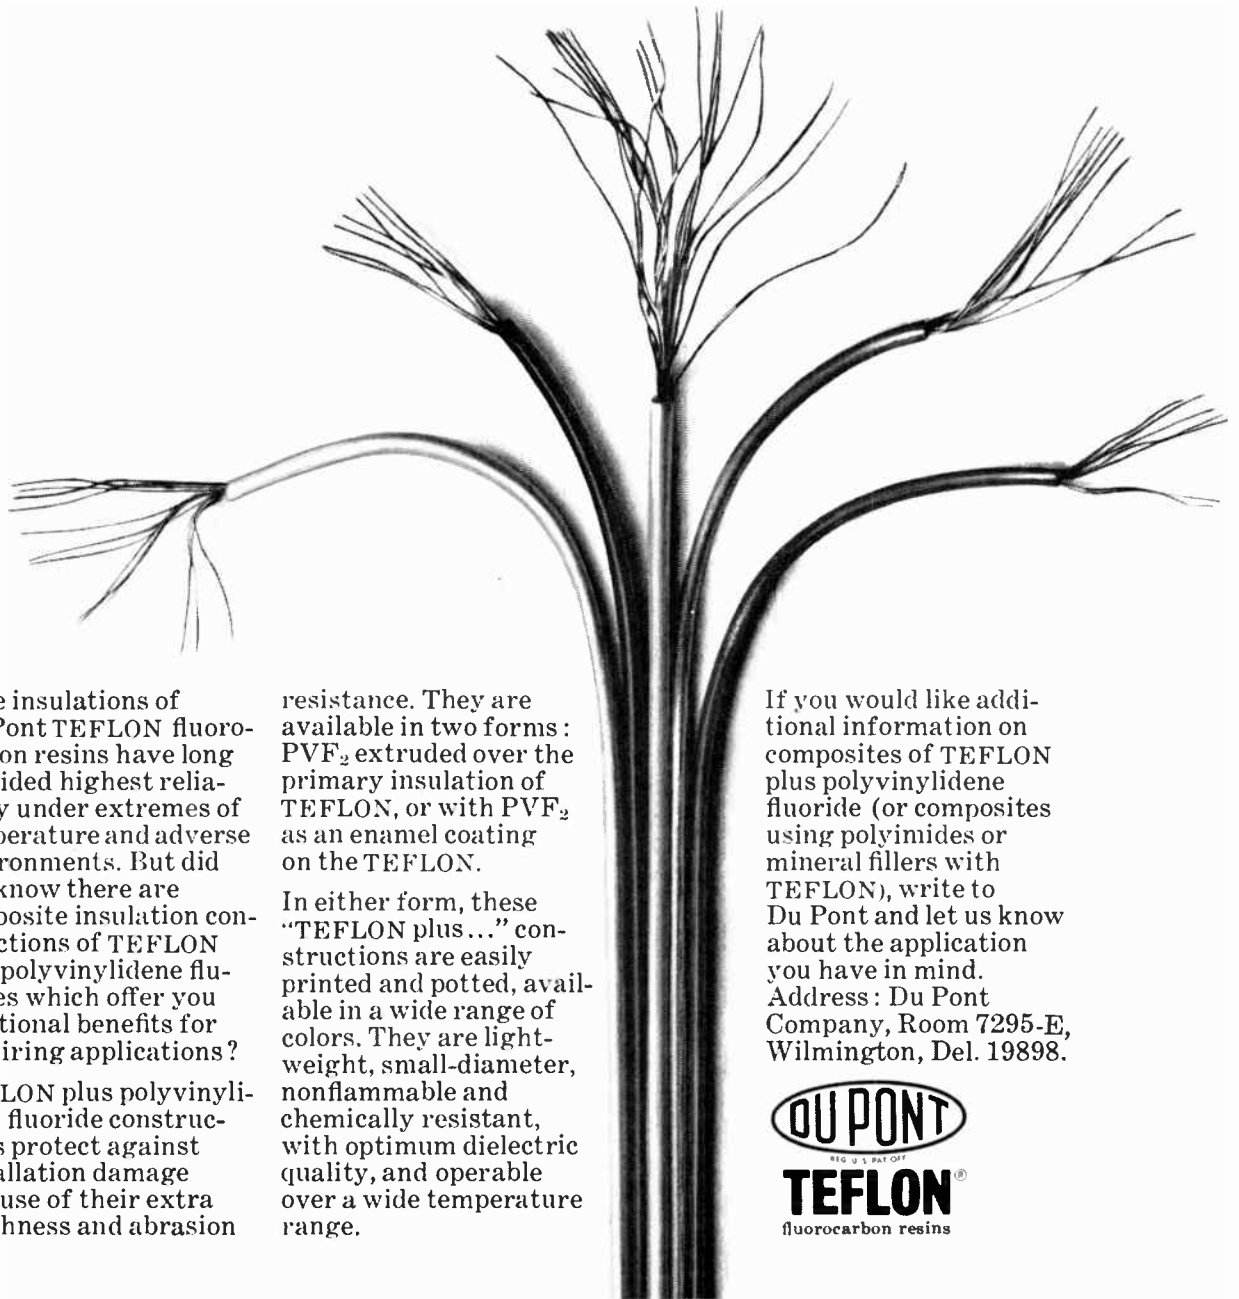 e insulations of
Pont TEFLON fluoro-
on resins have long
ided highest relia-
y under extremes of
perature and adverse
ronments. But did
know there are
posite insulation con-
ctions of TEFLON
polyvinylidene flu-
es which offer you
tional benefits for
iring applications?
LON plus polyvinyli-
fluoride construc-
s protect against
allation damage
use of their extra
hness and abrasion
resistance. They are
available in two forms:
PVF₂ extruded over the
primary insulation of
TEFLON, or with PVF₂
as an enamel coating
on the TEFLON.
In either form, these
“TEFLON plus...” con-
structions are easily
printed and potted, avail-
able in a wide range of
colors. They are light-
weight, small-diameter,
nonflammable and
chemically resistant,
with optimum dielectric
quality, and operable
over a wide temperature
range.
If you would like addi-
tional information on
composites of TEFLON
plus polyvinylidene
fluoride (or composites
using polyimides or
mineral fillers with
TEFLON), write to
Du Pont and let us know
about the application
you have in mind.
Address: Du Pont
Company, Room 7295-E,
Wilmington, Del. 19898.
DU PONT
REG. U.S. PAT. OFF.
TEFLON®
fluorocarbon resins